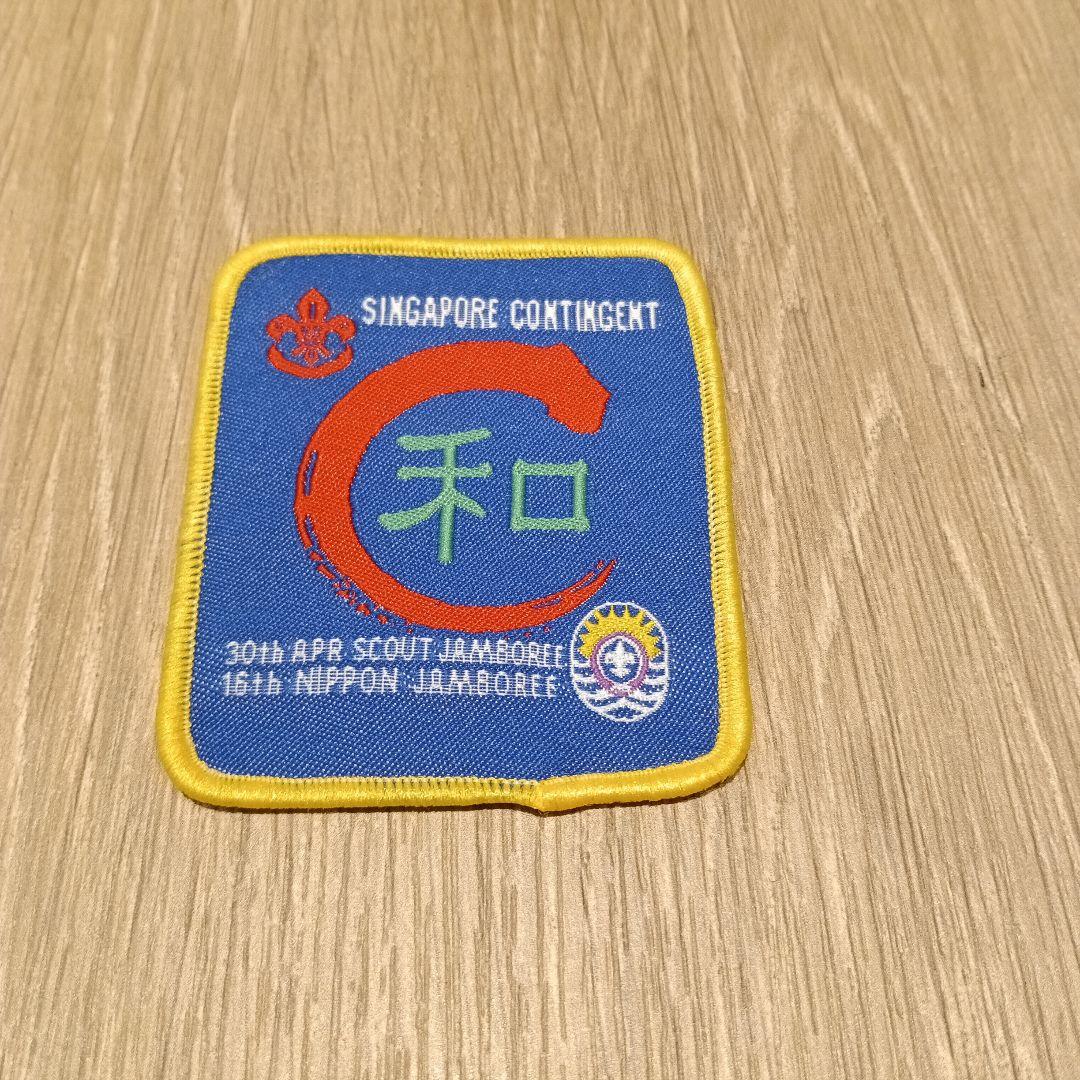 SINGAPORE CONTINGENT
和
30th APR SCOUT JAMBOREE
16th NIPPON JAMBOREE